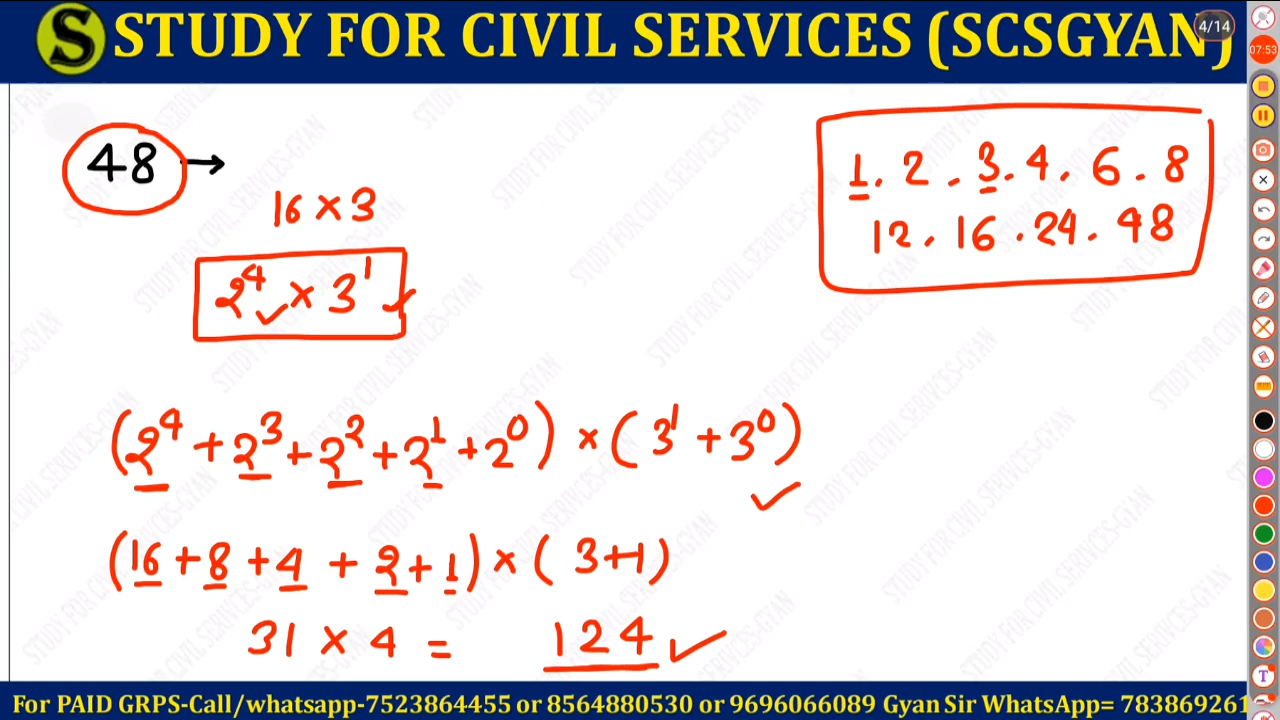 S STUDY FOR CIVIL SERVICES (SCSGYAN)
4/14
07:53
48 →
16 × 3
2⁴ × 3¹
1. 2. 3. 4. 6. 8
12. 16. 24. 48
(2⁴ + 2³ + 2² + 2¹ + 2⁰) × (3¹ + 3⁰)
(16 + 8 + 4 + 2 + 1) × (3+1)
31 × 4 = 124
For PAID GRPS-Call/whatsapp-7523864455 or 8564880530 or 9696066089 Gyan Sir WhatsApp= 783869261